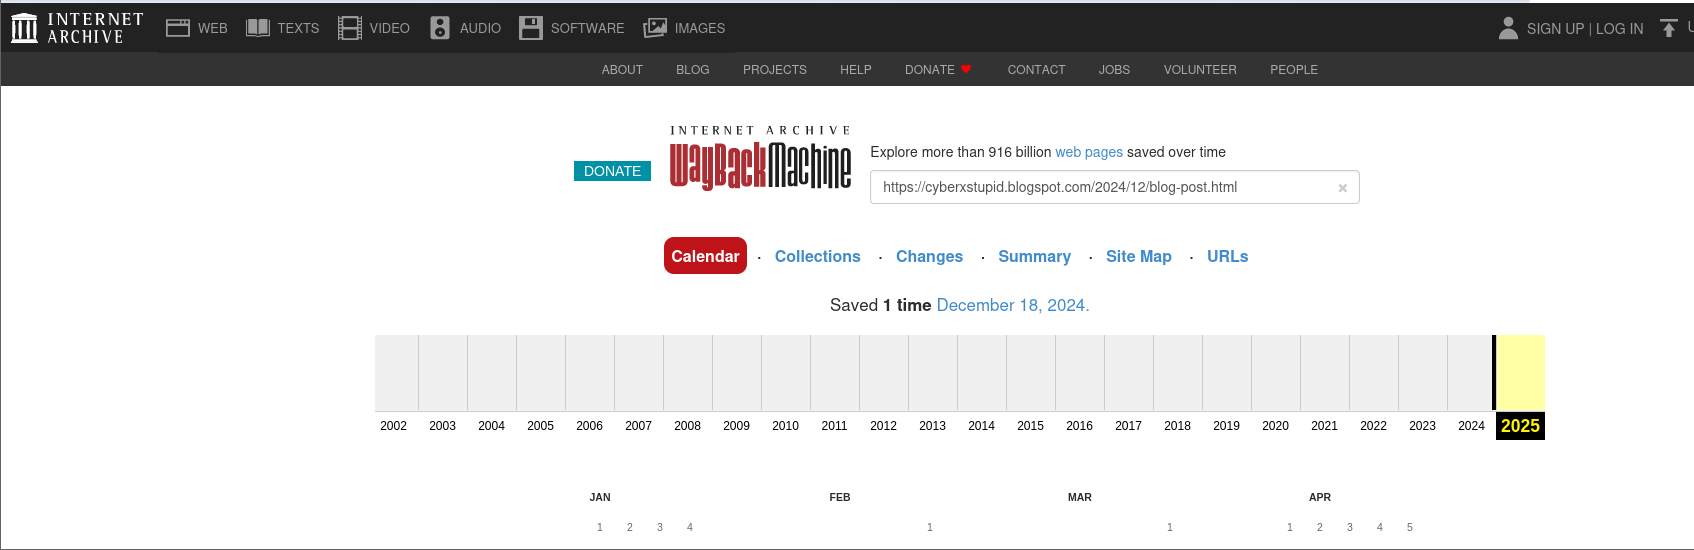 INTERNET ARCHIVE WEB TEXTS VIDEO AUDIO SOFTWARE IMAGES SIGN UP | LOG IN
ABOUT BLOG PROJECTS HELP DONATE CONTACT JOBS VOLUNTEER PEOPLE
DONATE
INTERNET ARCHIVE
WayBackMachine
Explore more than 916 billion web pages saved over time
https://cyberxstupid.blogspot.com/2024/12/blog-post.html ×
Calendar · Collections · Changes · Summary · Site Map · URLs
Saved 1 time December 18, 2024.
2002 2003 2004 2005 2006 2007 2008 2009 2010 2011 2012 2013 2014 2015 2016 2017 2018 2019 2020 2021 2022 2023 2024 2025
JAN FEB MAR APR
1 2 3 4 1 1 1 2 3 4 5